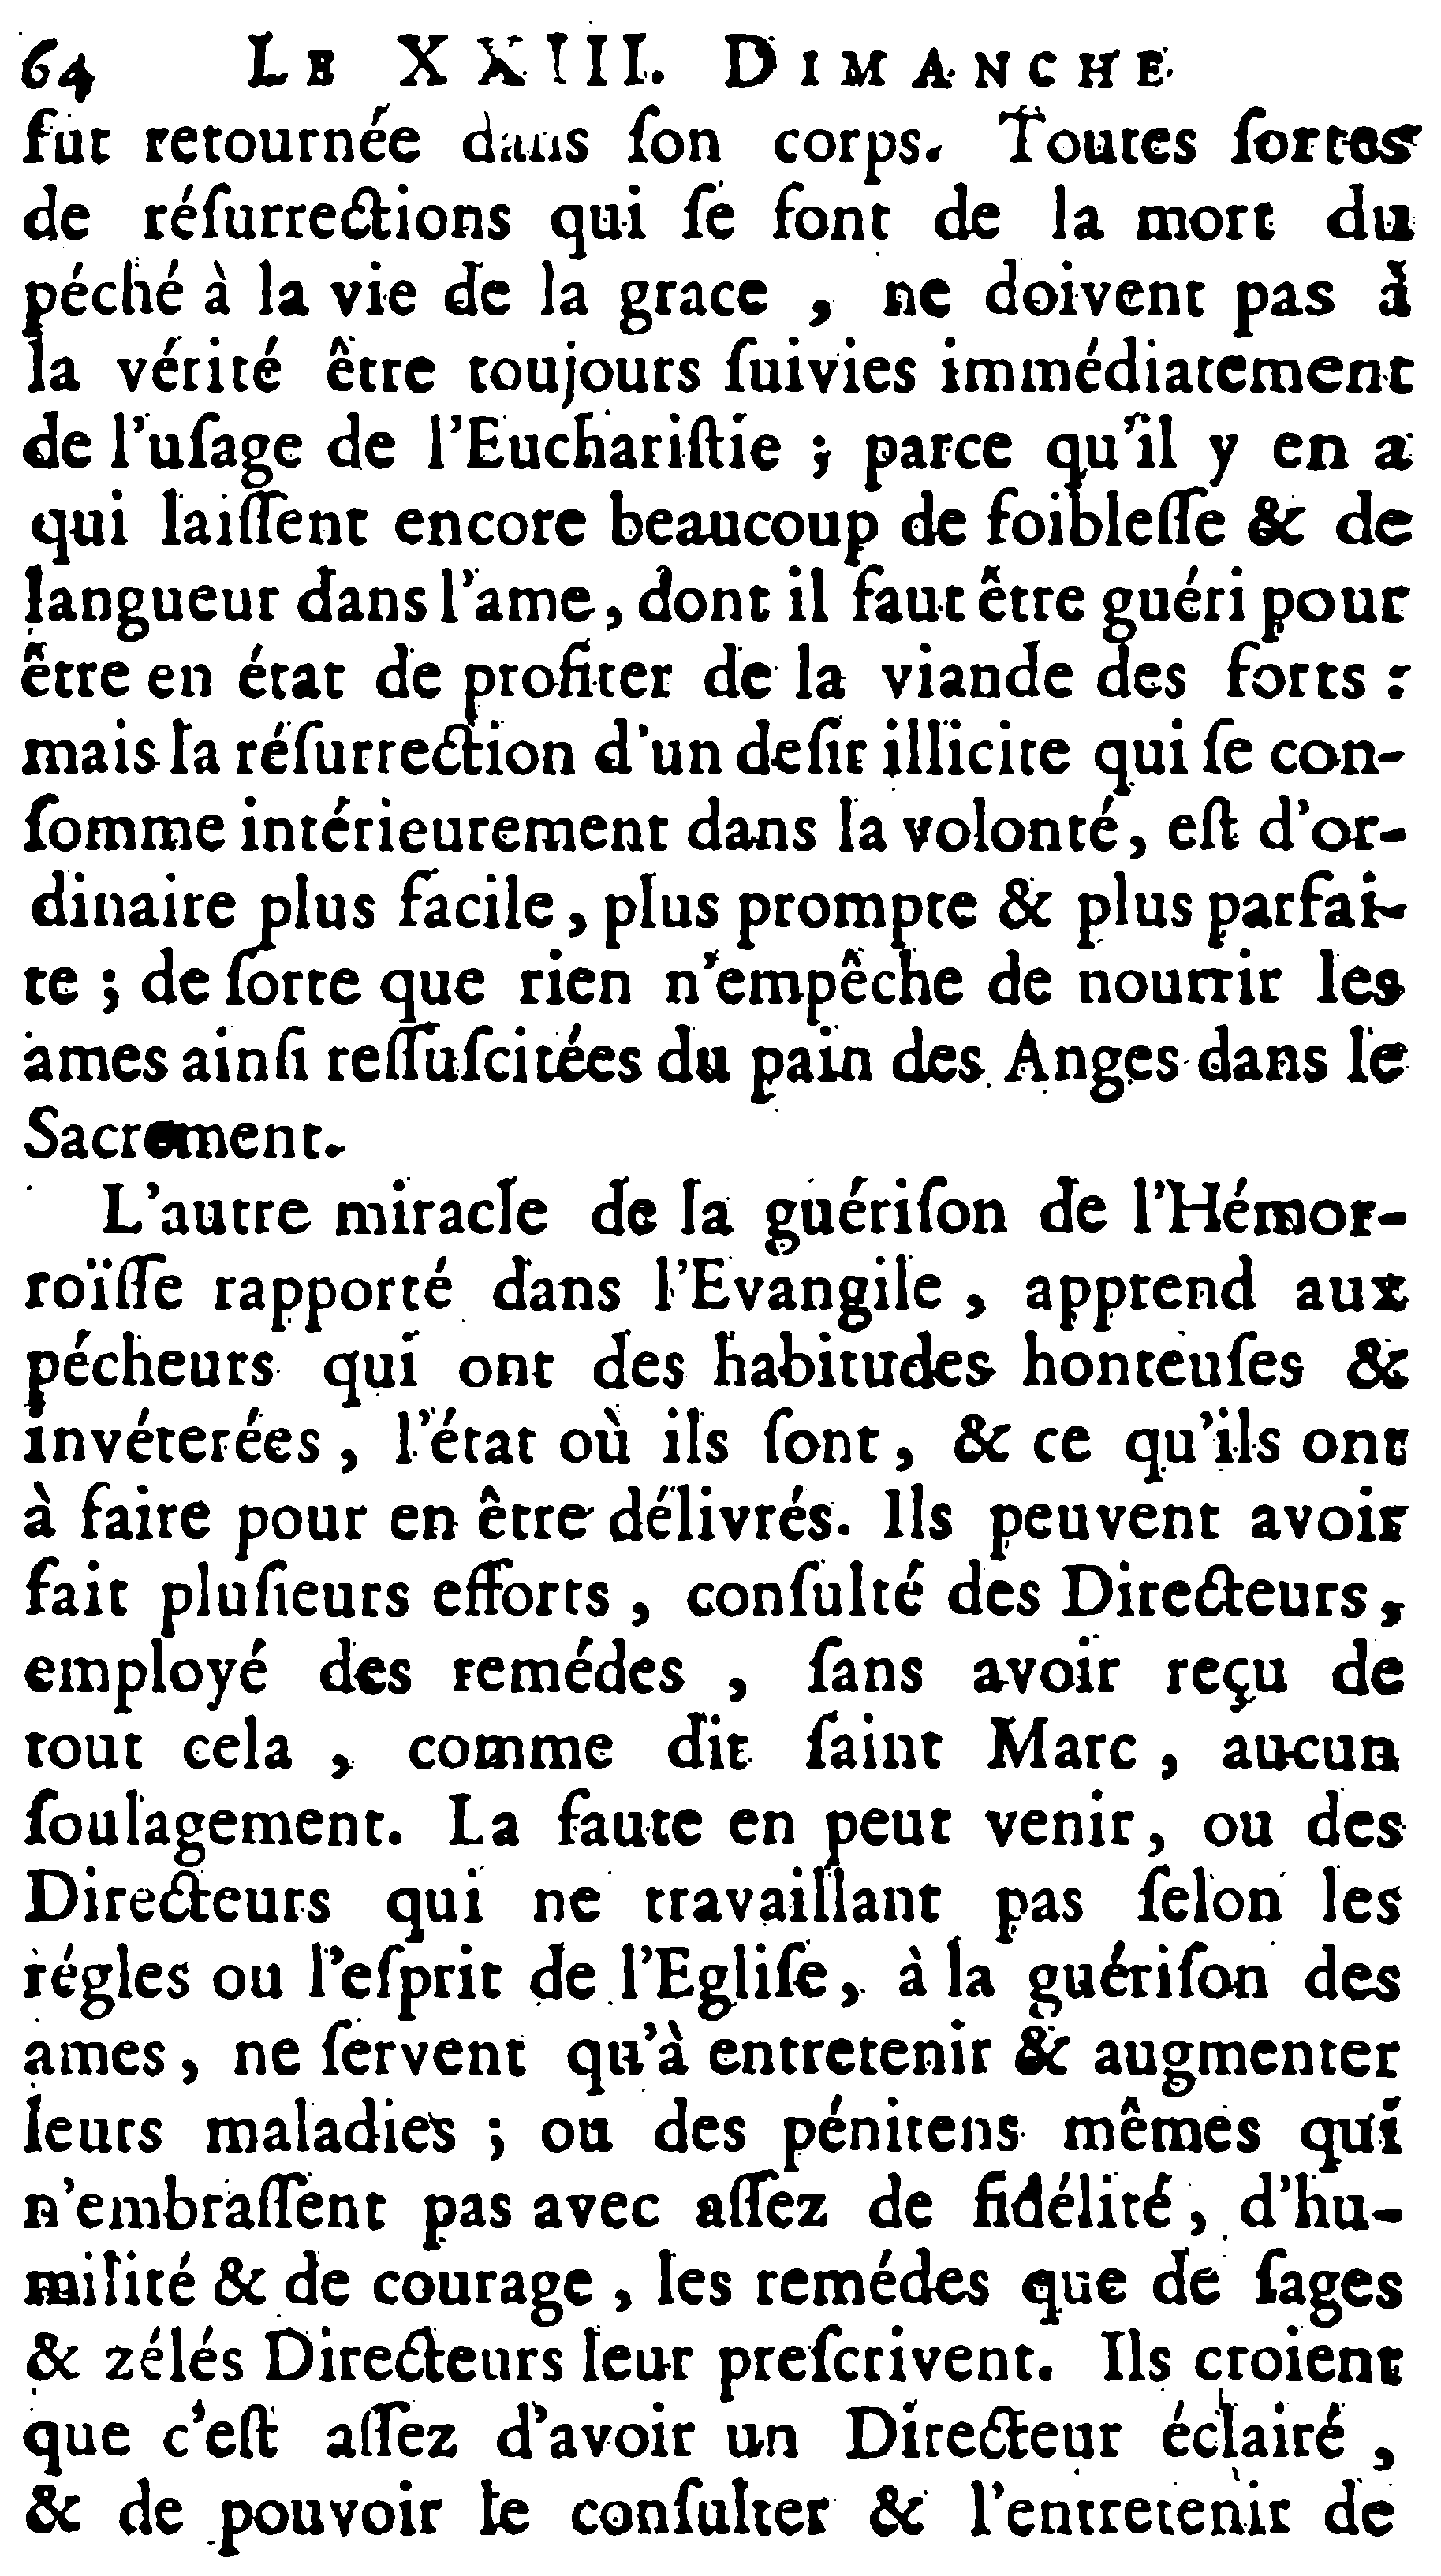 64 LE XXIII. DIMANCHE
fut retournée dans ſon corps. Toutes ſortes
de réſurrections qui ſe font de la mort du
péché à la vie de la grace , ne doivent pas à
la vérité être toujours ſuivies immédiatement
de l'uſage de l'Euchariſtie ; parce qu'il y en a
qui laiſſent encore beaucoup de foibleſſe & de
langueur dans l'ame, dont il faut être guéri pour
être en état de profiter de la viande des forts :
mais la réſurrection d'un deſir illicite qui ſe con-
ſomme intérieurement dans la volonté, eſt d'or-
dinaire plus facile, plus prompte & plus parfai-
te ; de ſorte que rien n'empêche de nourrir les
ames ainſi reſſuſcitées du pain des Anges dans le
Sacrement.
L'autre miracle de la guériſon de l'Hémor-
roïſſe rapporté dans l'Evangile , apprend aux
pécheurs qui ont des habitudes honteuſes &
invéterées , l'état où ils ſont, & ce qu'ils ont
à faire pour en être délivrés. Ils peuvent avoir
fait pluſieurs efforts , conſulté des Directeurs,
employé des remédes , ſans avoir reçu de
tout cela , comme dit ſaint Marc , aucun
ſoulagement. La faute en peut venir, ou des
Directeurs qui ne travaillant pas ſelon les
régles ou l'eſprit de l'Egliſe, à la guériſon des
ames, ne ſervent qu'à entretenir & augmenter
leurs maladies ; ou des pénitens mêmes qui
n'embraſſent pas avec aſſez de fidélité, d'hu-
milité & de courage , les remédes que de ſages
& zélés Directeurs leur preſcrivent. Ils croient
que c'eſt aſſez d'avoir un Directeur éclairé ,
& de pouvoir le conſulter & l'entretenir de